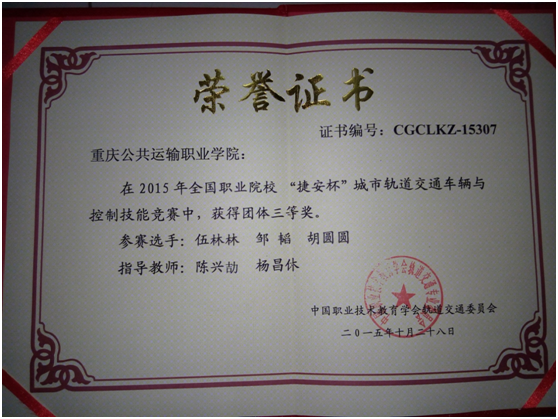 荣誉证书
证书编号：CGCLKZ-15307
重庆公共运输职业学院：
在2015年全国职业院校 “捷安杯”城市轨道交通车辆与
控制技能竞赛中，获得团体三等奖。
参赛选手：伍林林 邹韬 胡圆圆
指导教师：陈兴劼 杨昌休
中国职业技术教育学会轨道交通委员会
二〇一五年十月二十八日